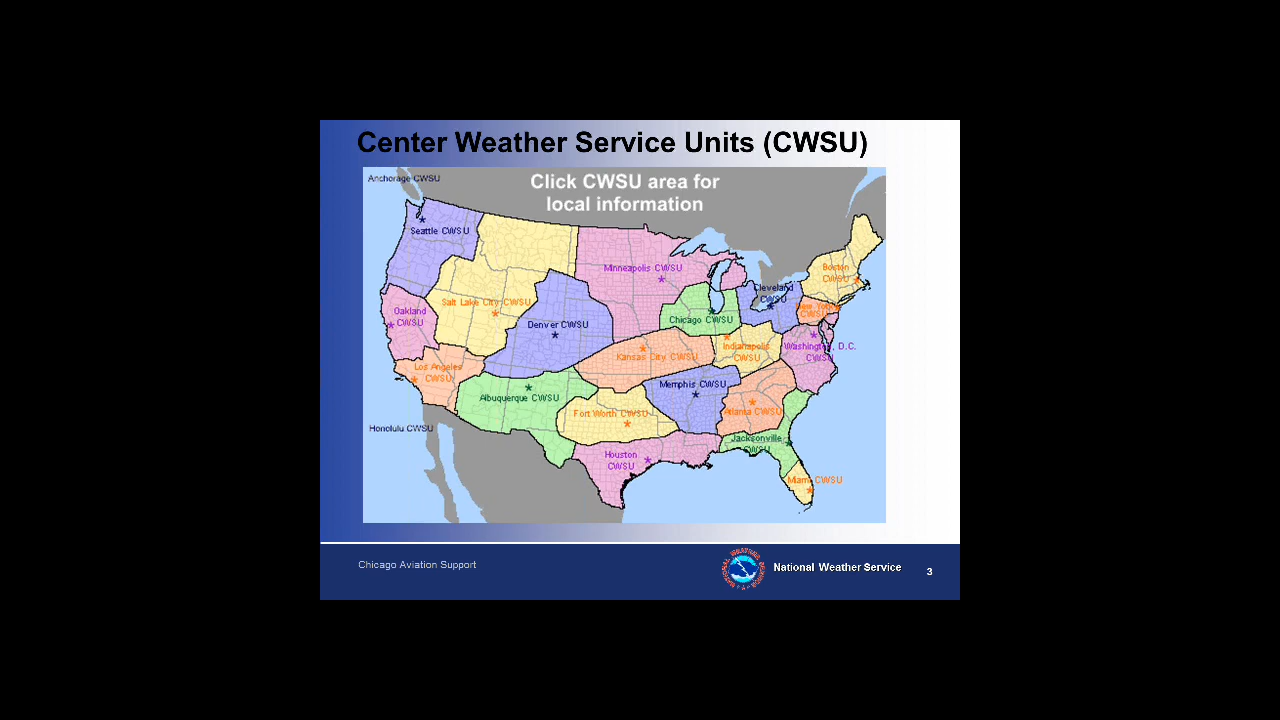 Center Weather Service Units (CWSU)
Click CWSU area for
local information
Anchorage CWSU
Seattle CWSU
Minneapolis CWSU
Boston
CWSU
Cleveland
CWSU
Salt Lake City CWSU
New York
CWSU
Oakland
CWSU
Chicago CWSU
Denver CWSU
Indianapolis
CWSU
Washington, D.C.
CWSU
Kansas City CWSU
Los Angeles
CWSU
Memphis CWSU
Albuquerque CWSU
Fort Worth CWSU
Atlanta CWSU
Honolulu CWSU
Jacksonville
CWSU
Houston
CWSU
Miami CWSU
Chicago Aviation Support
National Weather Service
3